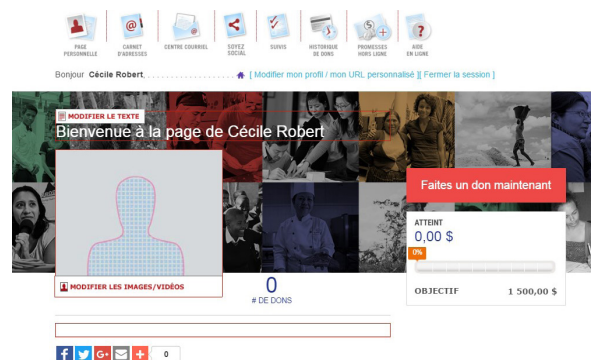 PAGE
PERSONNELLE
CARNET
D'ADRESSES
CENTRE COURRIEL
SOYEZ
SOCIAL
SUIVIS
HISTORIQUE
DE DONS
PROMESSES
HORS LIGNE
AIDE
EN LIGNE
Bonjour Cécile Robert, [ Modifier mon profil / mon URL personnalisé ][ Fermer la session ]
MODIFIER LE TEXTE
Bienvenue à la page de Cécile Robert
Faites un don maintenant
ATTEINT
0,00 $
0%
OBJECTIF 1 500,00 $
MODIFIER LES IMAGES/VIDÉOS
0
# DE DONS
0